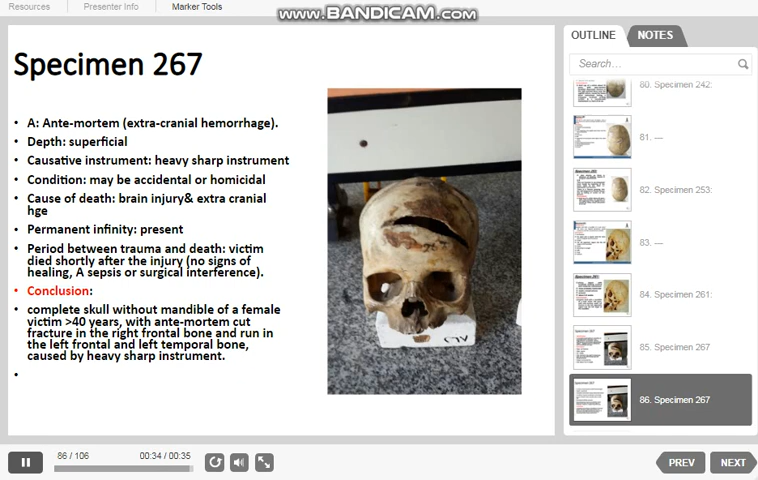 Resources
Presenter Info
Marker Tools
www.BANDICAM.com
Specimen 267
• A: Ante-mortem (extra-cranial hemorrhage).
• Depth: superficial
• Causative instrument: heavy sharp instrument
• Condition: may be accidental or homicidal
• Cause of death: brain injury& extra cranial
hge
• Permanent infinity: present
• Period between trauma and death: victim
died shortly after the injury (no signs of
healing, A sepsis or surgical interference).
• Conclusion:
• complete skull without mandible of a female
victim >40 years, with ante-mortem cut
fracture in the right frontal bone and run in
the left frontal and left temporal bone,
caused by heavy sharp instrument.
•
OUTLINE
NOTES
Search...
80. Specimen 242:
81. —
82. Specimen 253:
83. —
84. Specimen 261:
85. Specimen 267
86. Specimen 267
86 / 106
00:34 / 00:35
PREV
NEXT